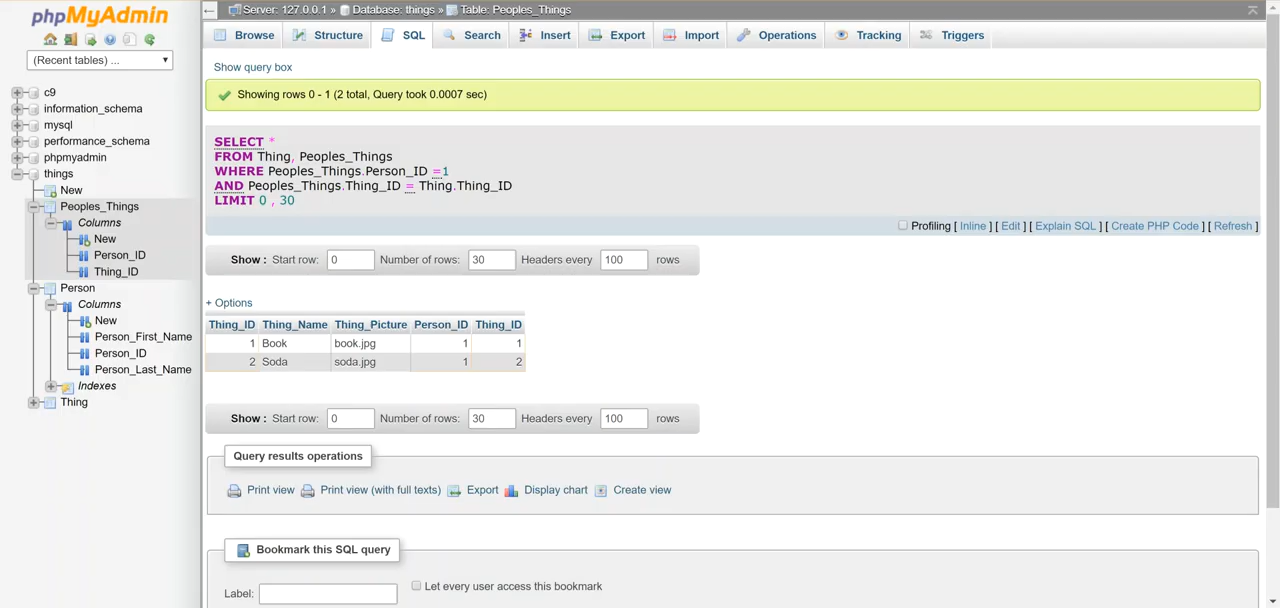 phpMyAdmin
(Recent tables) ...
c9
information_schema
mysql
performance_schema
phpmyadmin
things
New
Peoples_Things
Columns
New
Person_ID
Thing_ID
Person
Columns
New
Person_First_Name
Person_ID
Person_Last_Name
Indexes
Thing
Server: 127.0.0.1 » Database: things » Table: Peoples_Things
Browse Structure SQL Search Insert Export Import Operations Tracking Triggers
Show query box
Showing rows 0 - 1 (2 total, Query took 0.0007 sec)
SELECT *
FROM Thing, Peoples_Things
WHERE Peoples_Things.Person_ID =1
AND Peoples_Things.Thing_ID = Thing.Thing_ID
LIMIT 0 , 30
Profiling [ Inline ] [ Edit ] [ Explain SQL ] [ Create PHP Code ] [ Refresh ]
Show : Start row: 0 Number of rows: 30 Headers every 100 rows
+ Options
Thing_ID Thing_Name Thing_Picture Person_ID Thing_ID
1 Book book.jpg 1 1
2 Soda soda.jpg 1 2
Show : Start row: 0 Number of rows: 30 Headers every 100 rows
Query results operations
Print view Print view (with full texts) Export Display chart Create view
Bookmark this SQL query
Label: Let every user access this bookmark